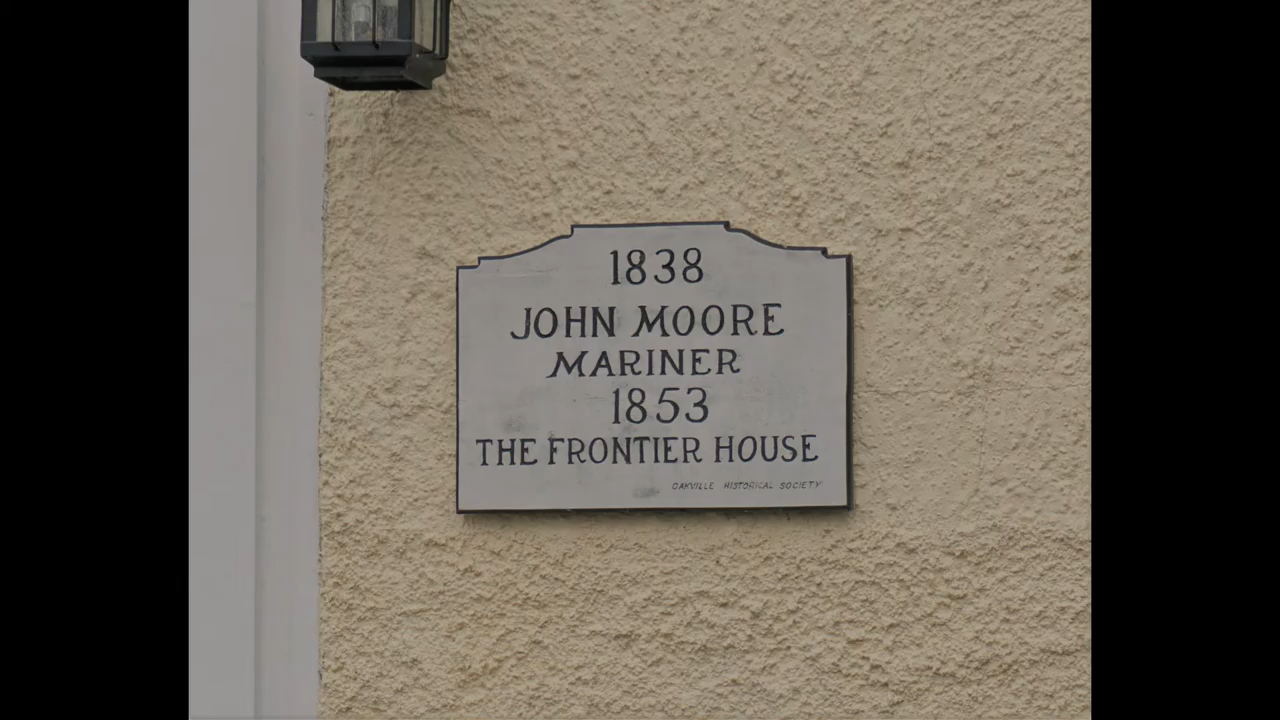 1838
JOHN MOORE
MARINER
1853
THE FRONTIER HOUSE
OAKVILLE HISTORICAL SOCIETY